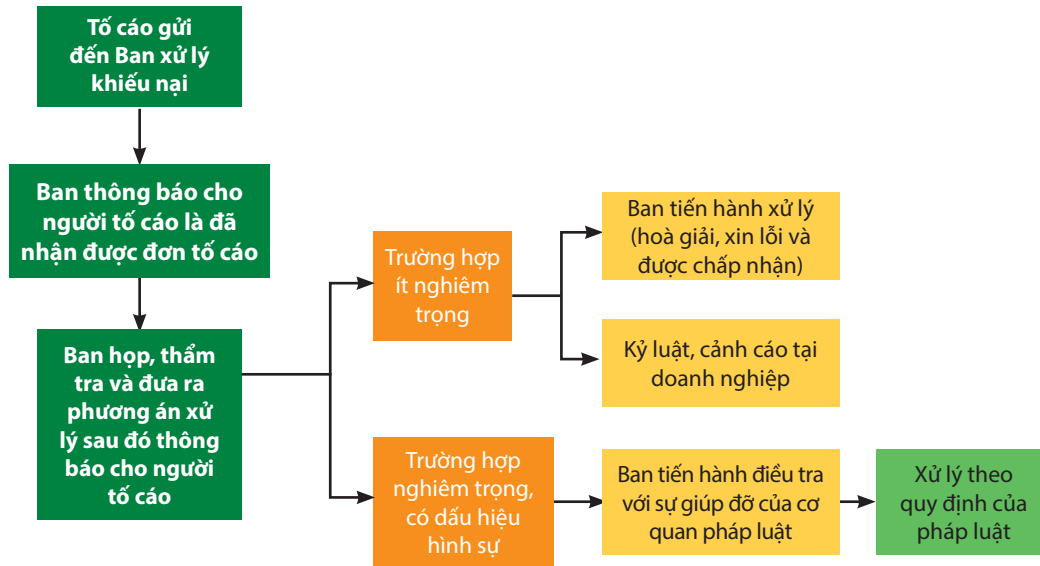 Tố cáo gửi
đến Ban xử lý
khiếu nại
Ban thông báo cho
người tố cáo là đã
nhận được đơn tố cáo
Ban họp, thẩm
tra và đưa ra
phương án xử
lý sau đó thông
báo cho người
tố cáo
Trường hợp
ít nghiêm
trọng
Ban tiến hành xử lý
(hoà giải, xin lỗi và
được chấp nhận)
Kỷ luật, cảnh cáo tại
doanh nghiệp
Trường hợp
nghiêm trọng,
có dấu hiệu
hình sự
Ban tiến hành điều tra
với sự giúp đỡ của cơ
quan pháp luật
Xử lý theo
quy định của
pháp luật